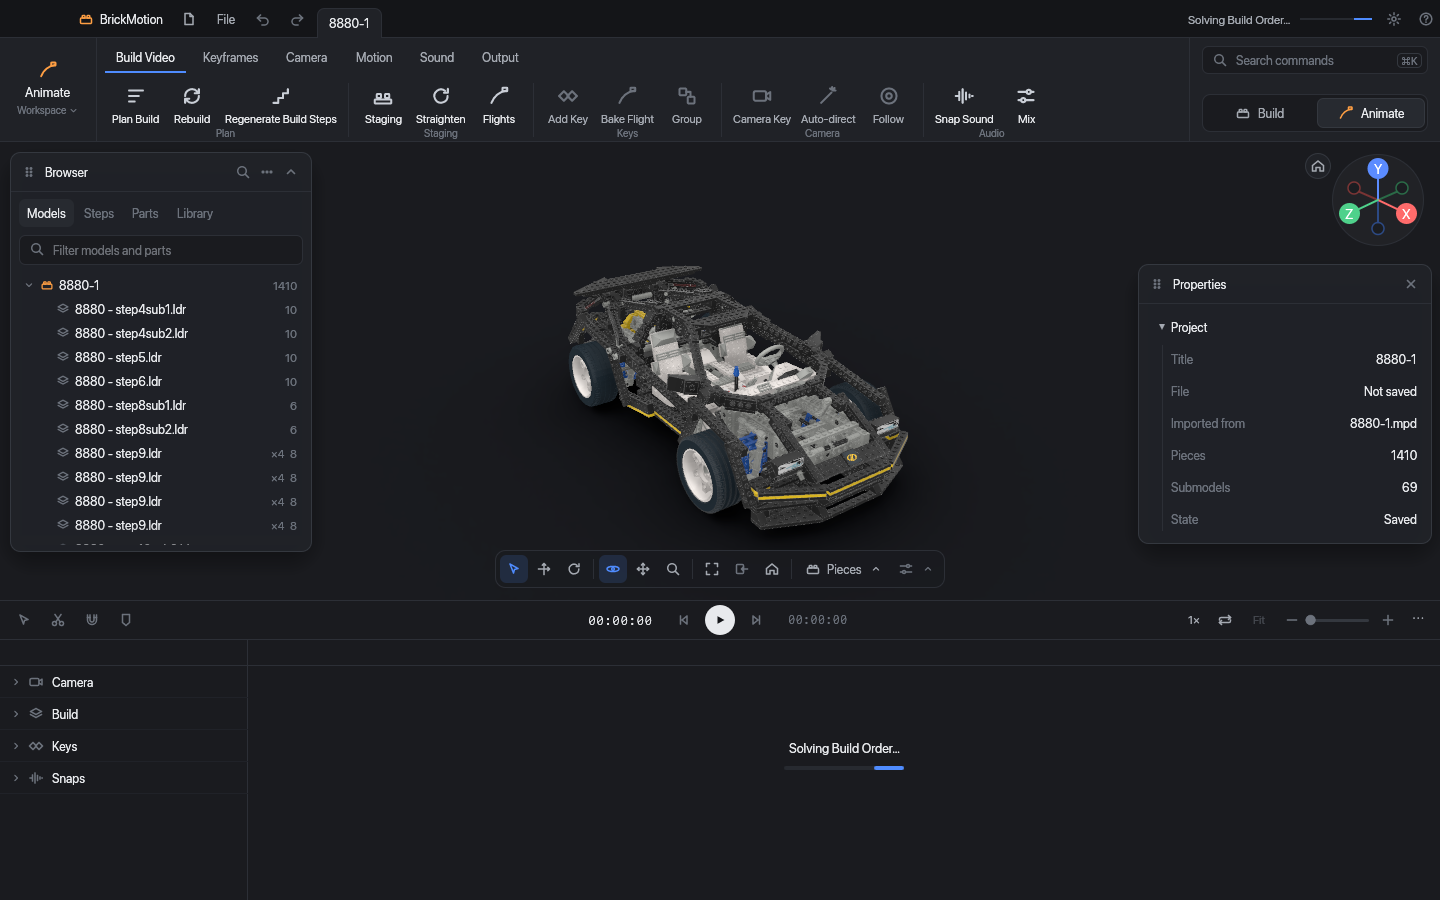 BrickMotion
File
8880-1
Solving Build Order...
Animate
Workspace
Build Video
Keyframes
Camera
Motion
Sound
Output
Search commands
⌘K
Plan Build
Rebuild
Regenerate Build Steps
Plan
Staging
Straighten
Flights
Staging
Add Key
Bake Flight
Group
Keys
Camera Key
Auto-direct
Follow
Camera
Snap Sound
Mix
Audio
Build
Animate
Browser
Models
Steps
Parts
Library
Filter models and parts
8880-1 1410
8880 - step4sub1.ldr 10
8880 - step4sub2.ldr 10
8880 - step5.ldr 10
8880 - step6.ldr 10
8880 - step8sub1.ldr 6
8880 - step8sub2.ldr 6
8880 - step9.ldr ×4 8
8880 - step9.ldr ×4 8
8880 - step9.ldr ×4 8
8880 - step9.ldr ×4 8
Y
Z
X
Properties
Project
Title 8880-1
File Not saved
Imported from 8880-1.mpd
Pieces 1410
Submodels 69
State Saved
Pieces
00:00:00
00:00:00
1×
Fit
Camera
Build
Keys
Snaps
Solving Build Order...